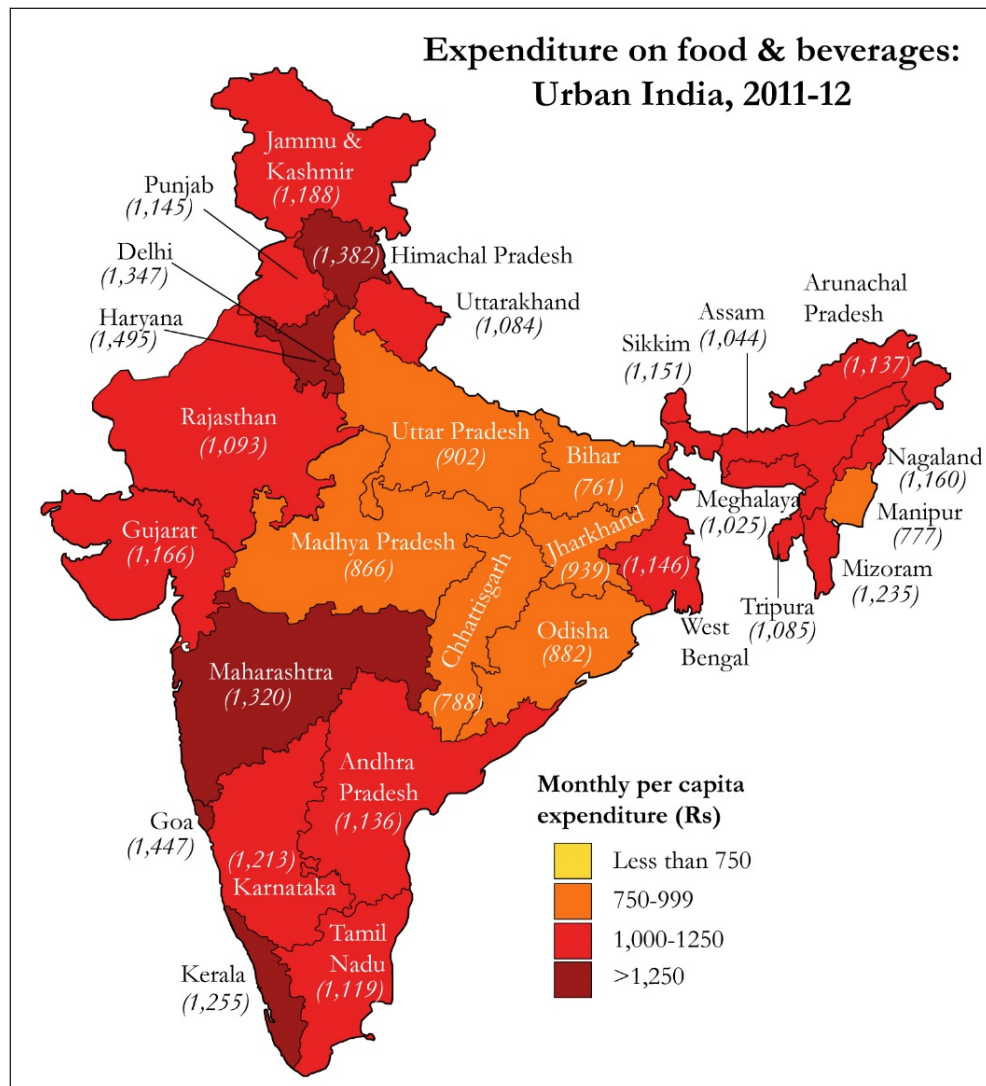 Expenditure on food & beverages:
Urban India, 2011-12
Jammu &
Kashmir
(1,188)
Punjab
(1,145)
Delhi
(1,347)
Haryana
(1,495)
(1,382)
Himachal Pradesh
Uttarakhand
(1,084)
Arunachal
Pradesh
(1,137)
Assam
(1,044)
Sikkim
(1,151)
Rajasthan
(1,093)
Uttar Pradesh
(902)
Bihar
(761)
Nagaland
(1,160)
Meghalaya
(1,025)
Manipur
(777)
Gujarat
(1,166)
Madhya Pradesh
(866)
Jharkhand
(939)
(1,146)
West
Bengal
Tripura
(1,085)
Mizoram
(1,235)
Chhattisgarh
(788)
Odisha
(882)
Maharashtra
(1,320)
Andhra
Pradesh
(1,136)
Goa
(1,447)
(1,213)
Karnataka
Tamil
Nadu
(1,119)
Kerala
(1,255)
Monthly per capita
expenditure (Rs)
Less than 750
750-999
1,000-1250
>1,250